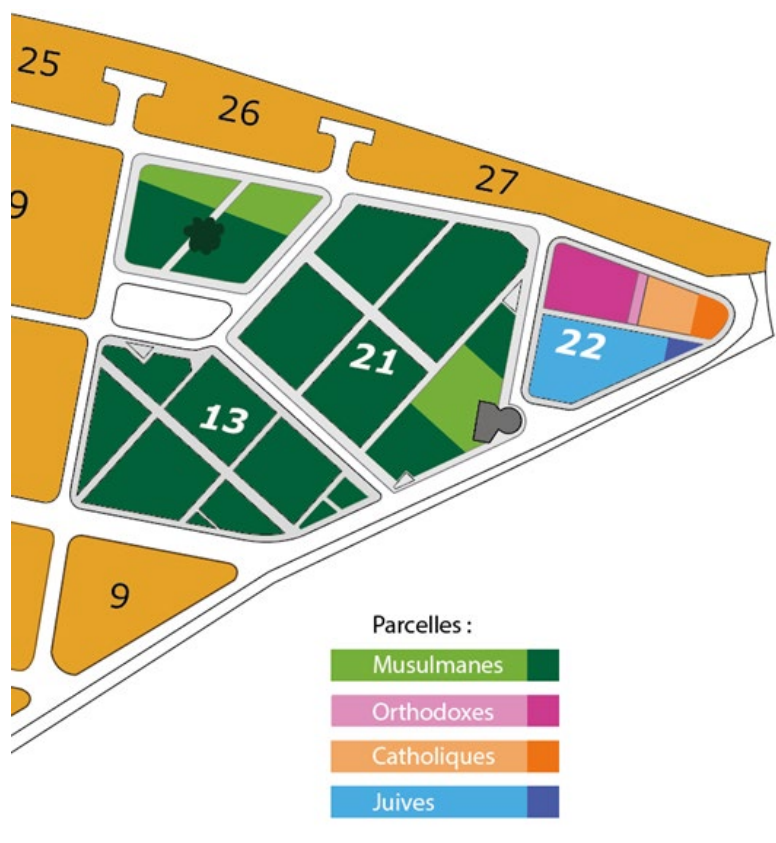 25
26
27
9
21
22
13
9
Parcelles :
Musulmanes
Orthodoxes
Catholiques
Juives